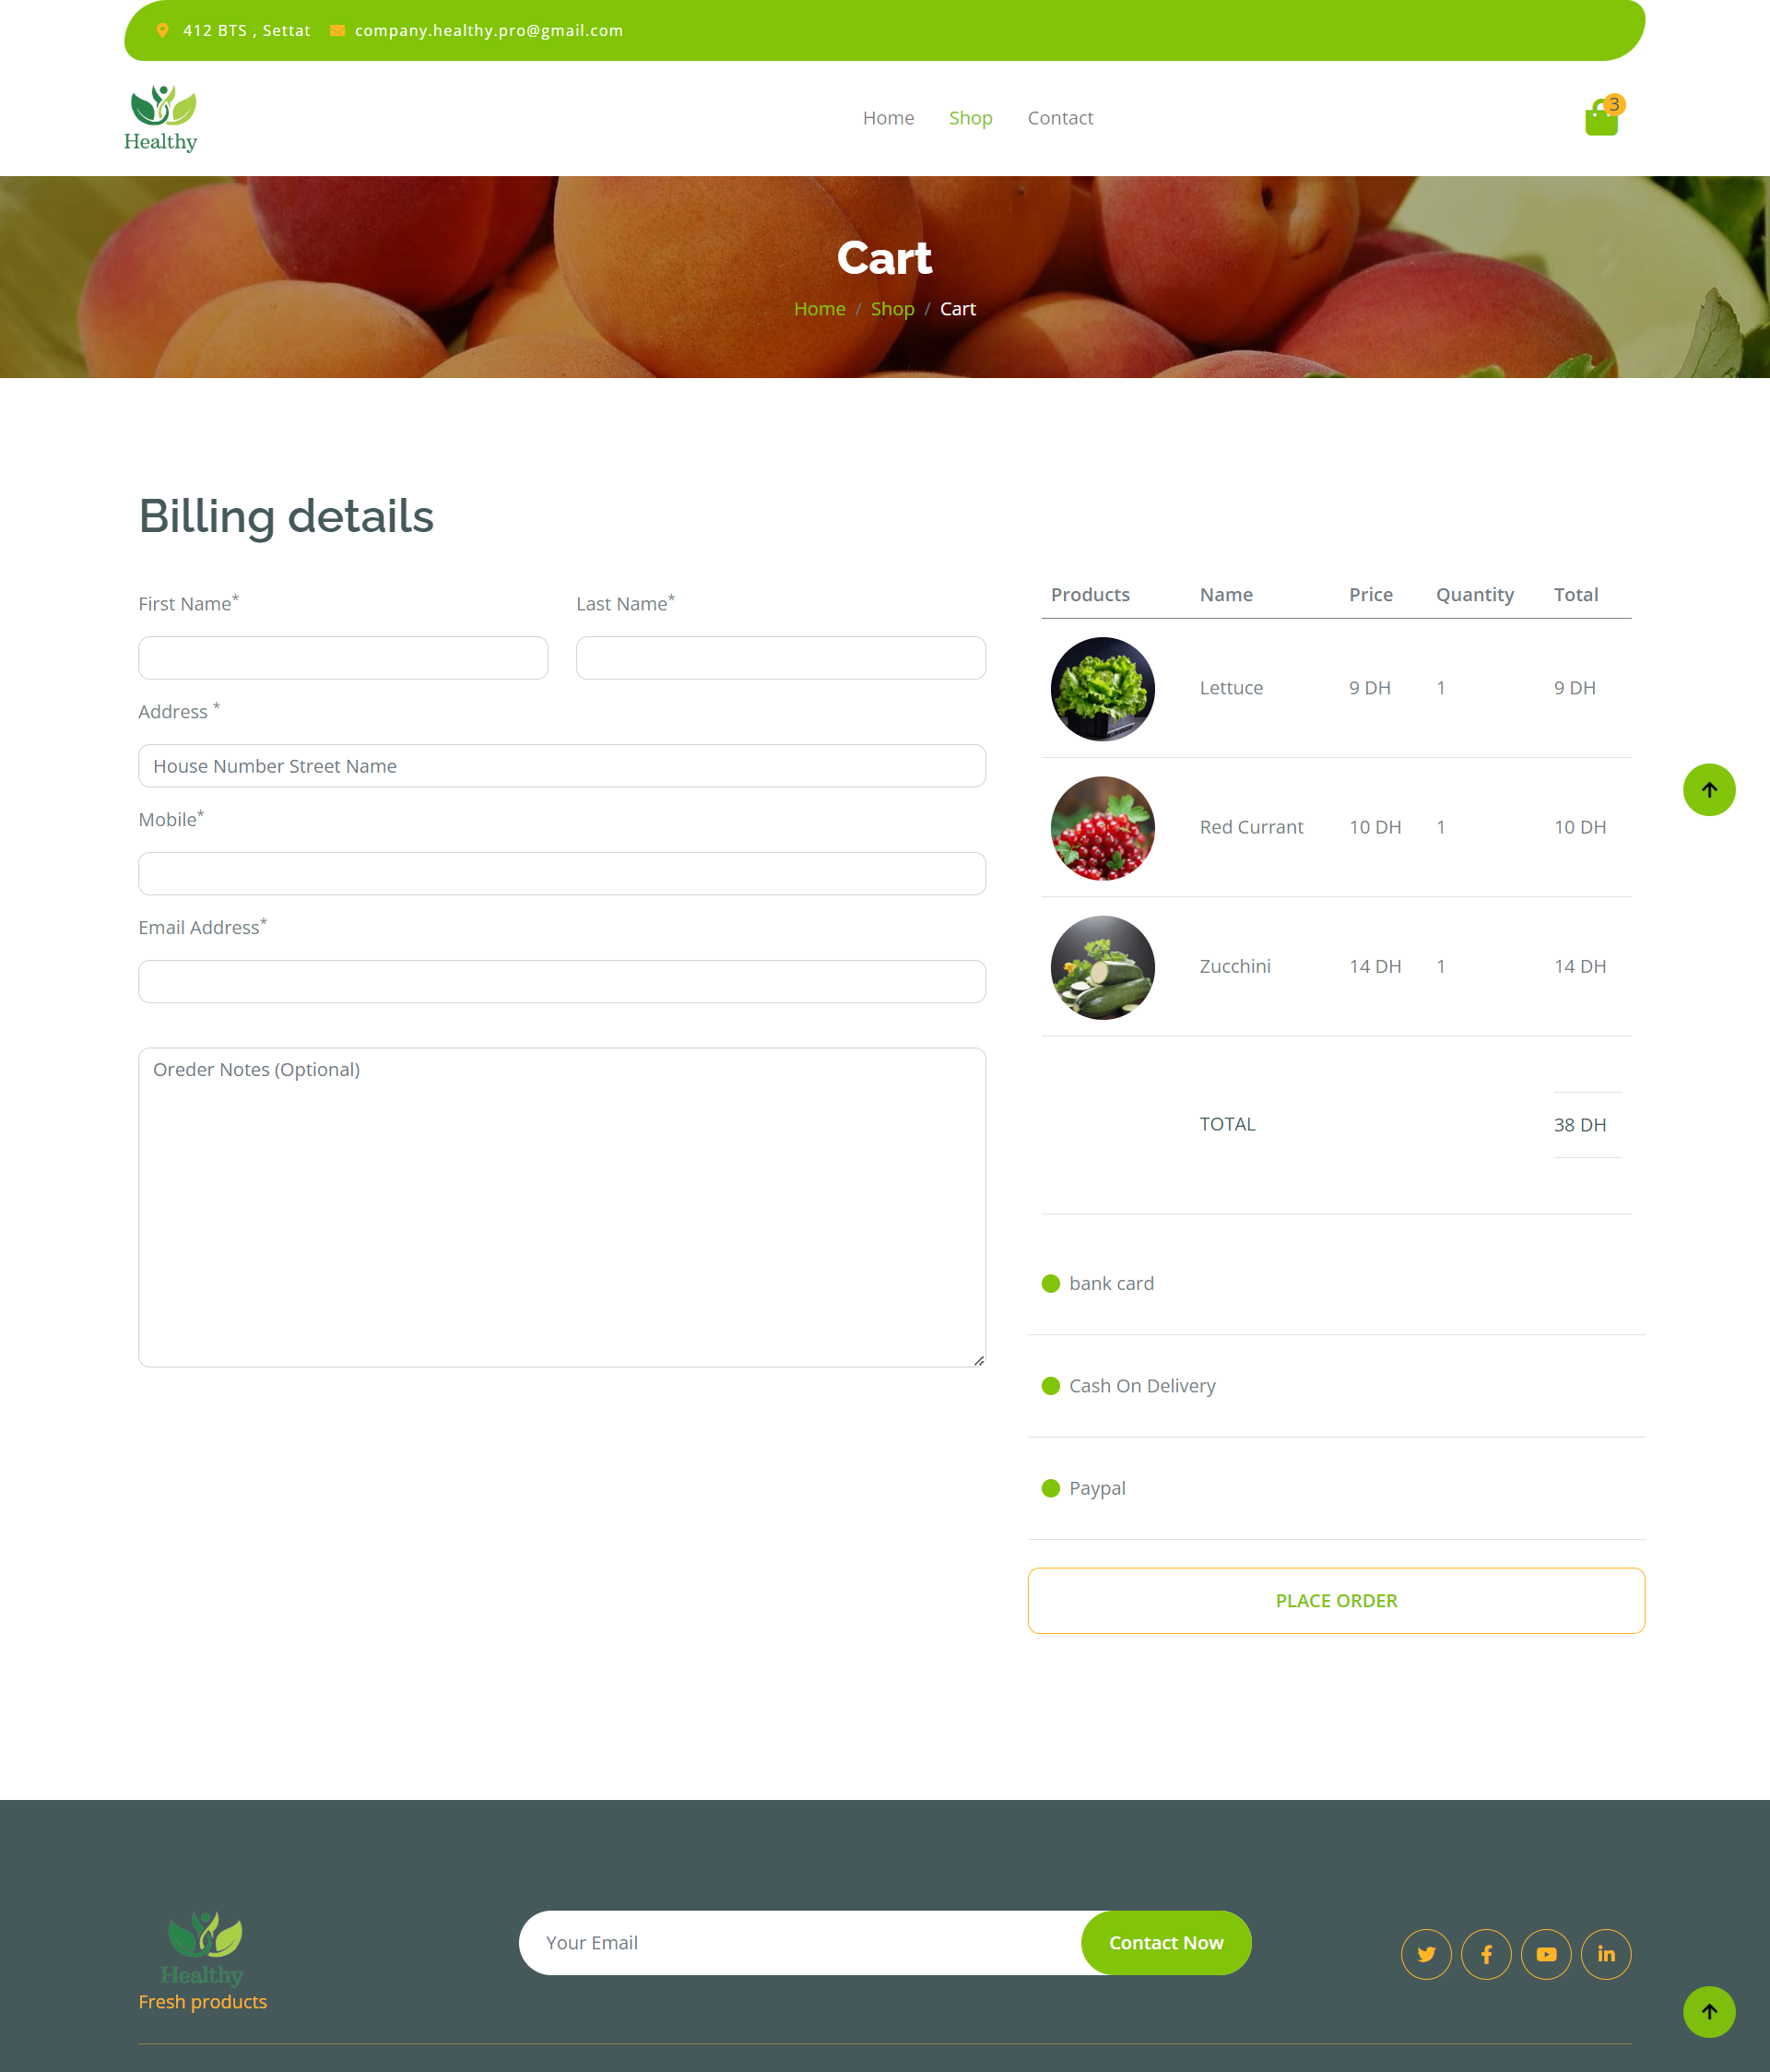 412 BTS , Settat company.healthy.pro@gmail.com
Healthy
Home Shop Contact
3
Cart
Home / Shop / Cart
Billing details
First Name* Last Name*
Address *
House Number Street Name
Mobile*
Email Address*
Oreder Notes (Optional)
Products Name Price Quantity Total
Lettuce 9 DH 1 9 DH
Red Currant 10 DH 1 10 DH
Zucchini 14 DH 1 14 DH
TOTAL 38 DH
bank card
Cash On Delivery
Paypal
PLACE ORDER
Healthy
Fresh products
Your Email Contact Now